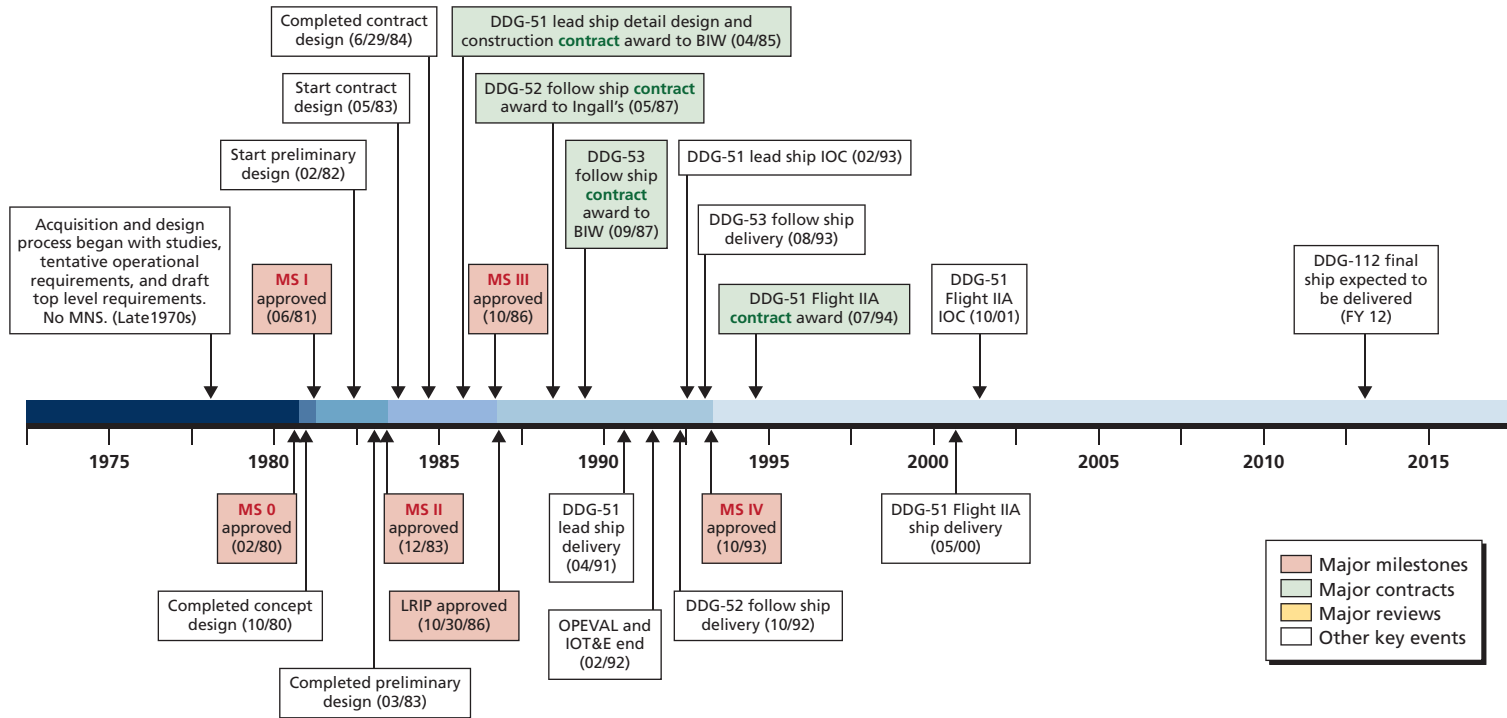 Completed contract
design (6/29/84)
DDG-51 lead ship detail design and
construction contract award to BIW (04/85)
Start contract
design (05/83)
DDG-52 follow ship contract
award to Ingall's (05/87)
Start preliminary
design (02/82)
DDG-53
follow ship
contract
award to
BIW (09/87)
DDG-51 lead ship IOC (02/93)
Acquisition and design
process began with studies,
tentative operational
requirements, and draft
top level requirements.
No MNS. (Late1970s)
MS I
approved
(06/81)
MS III
approved
(10/86)
DDG-53 follow ship
delivery (08/93)
DDG-51 Flight IIA
contract award (07/94)
DDG-51
Flight IIA
IOC (10/01)
DDG-112 final
ship expected to
be delivered
(FY 12)
1975 1980 1985 1990 1995 2000 2005 2010 2015
MS 0
approved
(02/80)
MS II
approved
(12/83)
DDG-51
lead ship
delivery
(04/91)
MS IV
approved
(10/93)
DDG-51 Flight IIA
ship delivery
(05/00)
Completed concept
design (10/80)
LRIP approved
(10/30/86)
OPEVAL and
IOT&E end
(02/92)
DDG-52 follow ship
delivery (10/92)
Completed preliminary
design (03/83)
Major milestones
Major contracts
Major reviews
Other key events